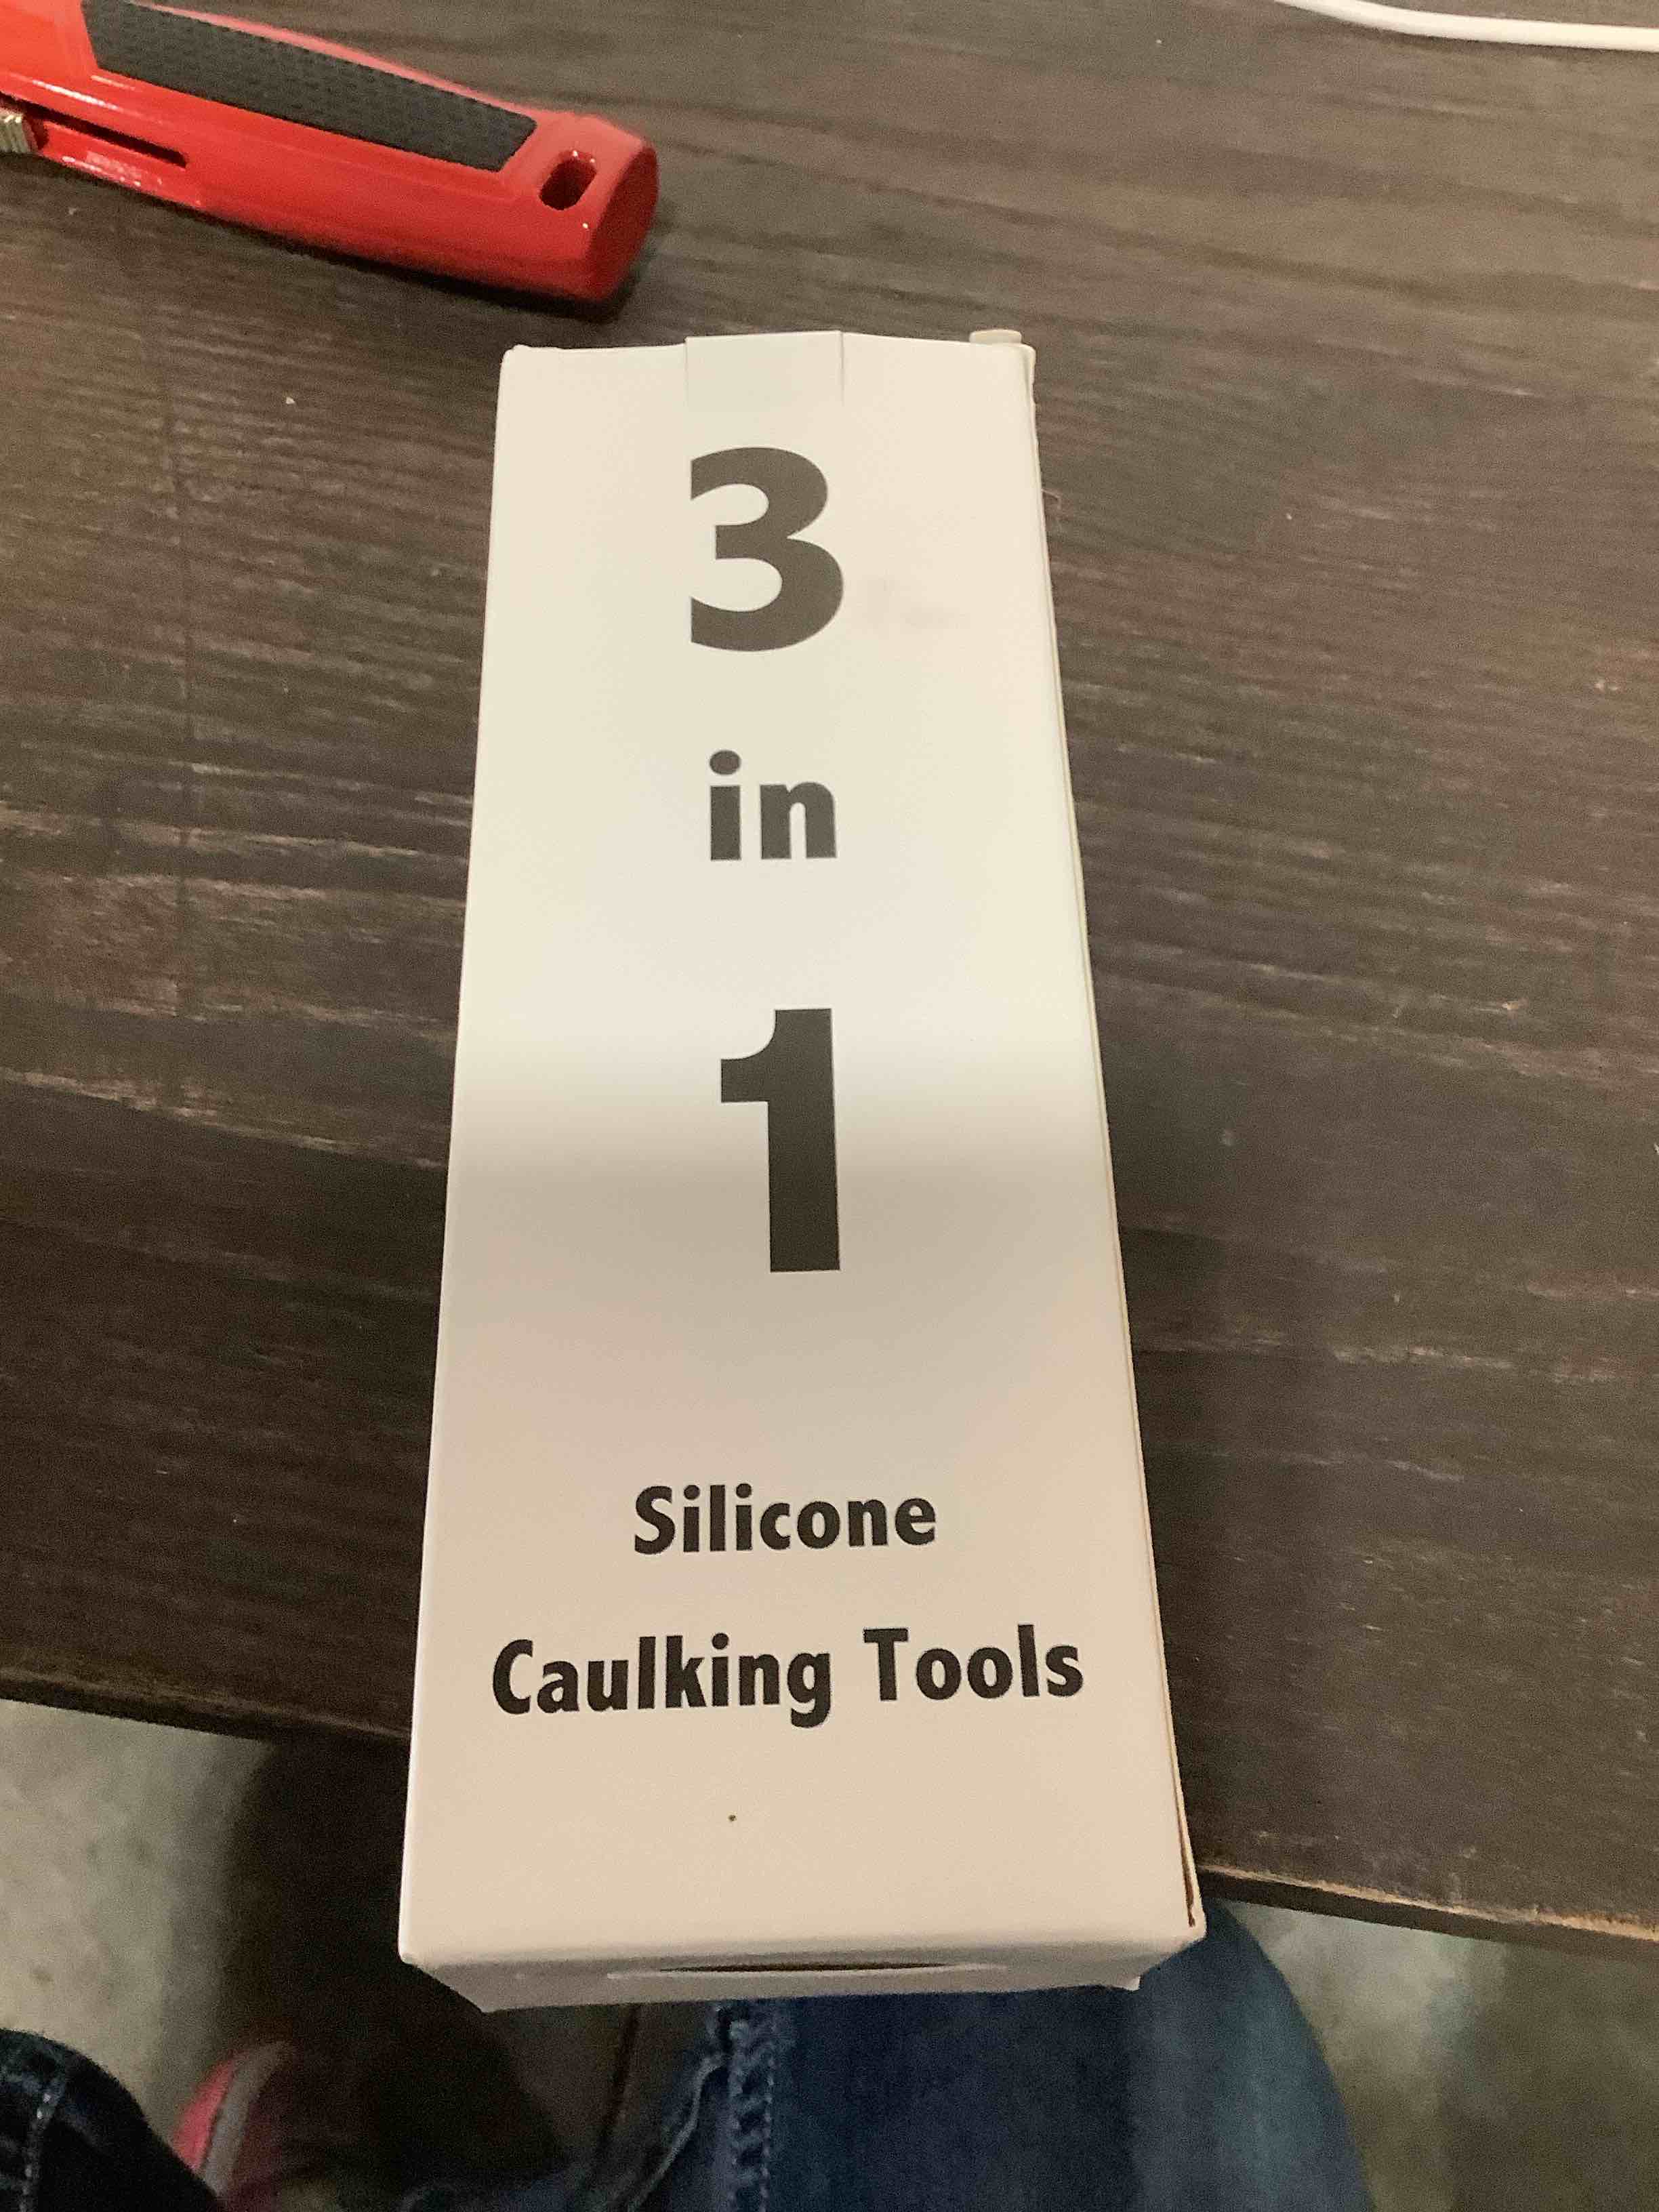 3
in
1
Silicone
Caulking Tools